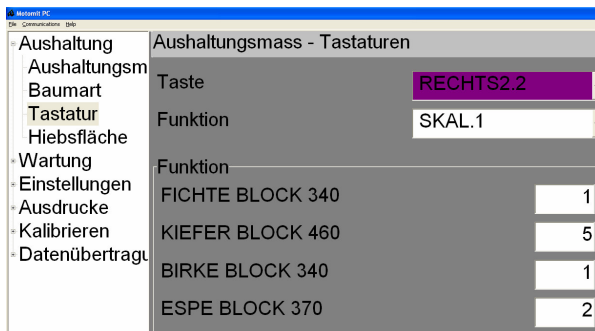 Motomit PC
File Communications Help
Aushaltung
Aushaltungsm
Baumart
Tastatur
Hiebsfläche
Wartung
Einstellungen
Ausdrucke
Kalibrieren
Datenübertragu
Aushaltungsmass - Tastaturen
Taste RECHTS2.2
Funktion SKAL.1
Funktion
FICHTE BLOCK 340 1
KIEFER BLOCK 460 5
BIRKE BLOCK 340 1
ESPE BLOCK 370 2